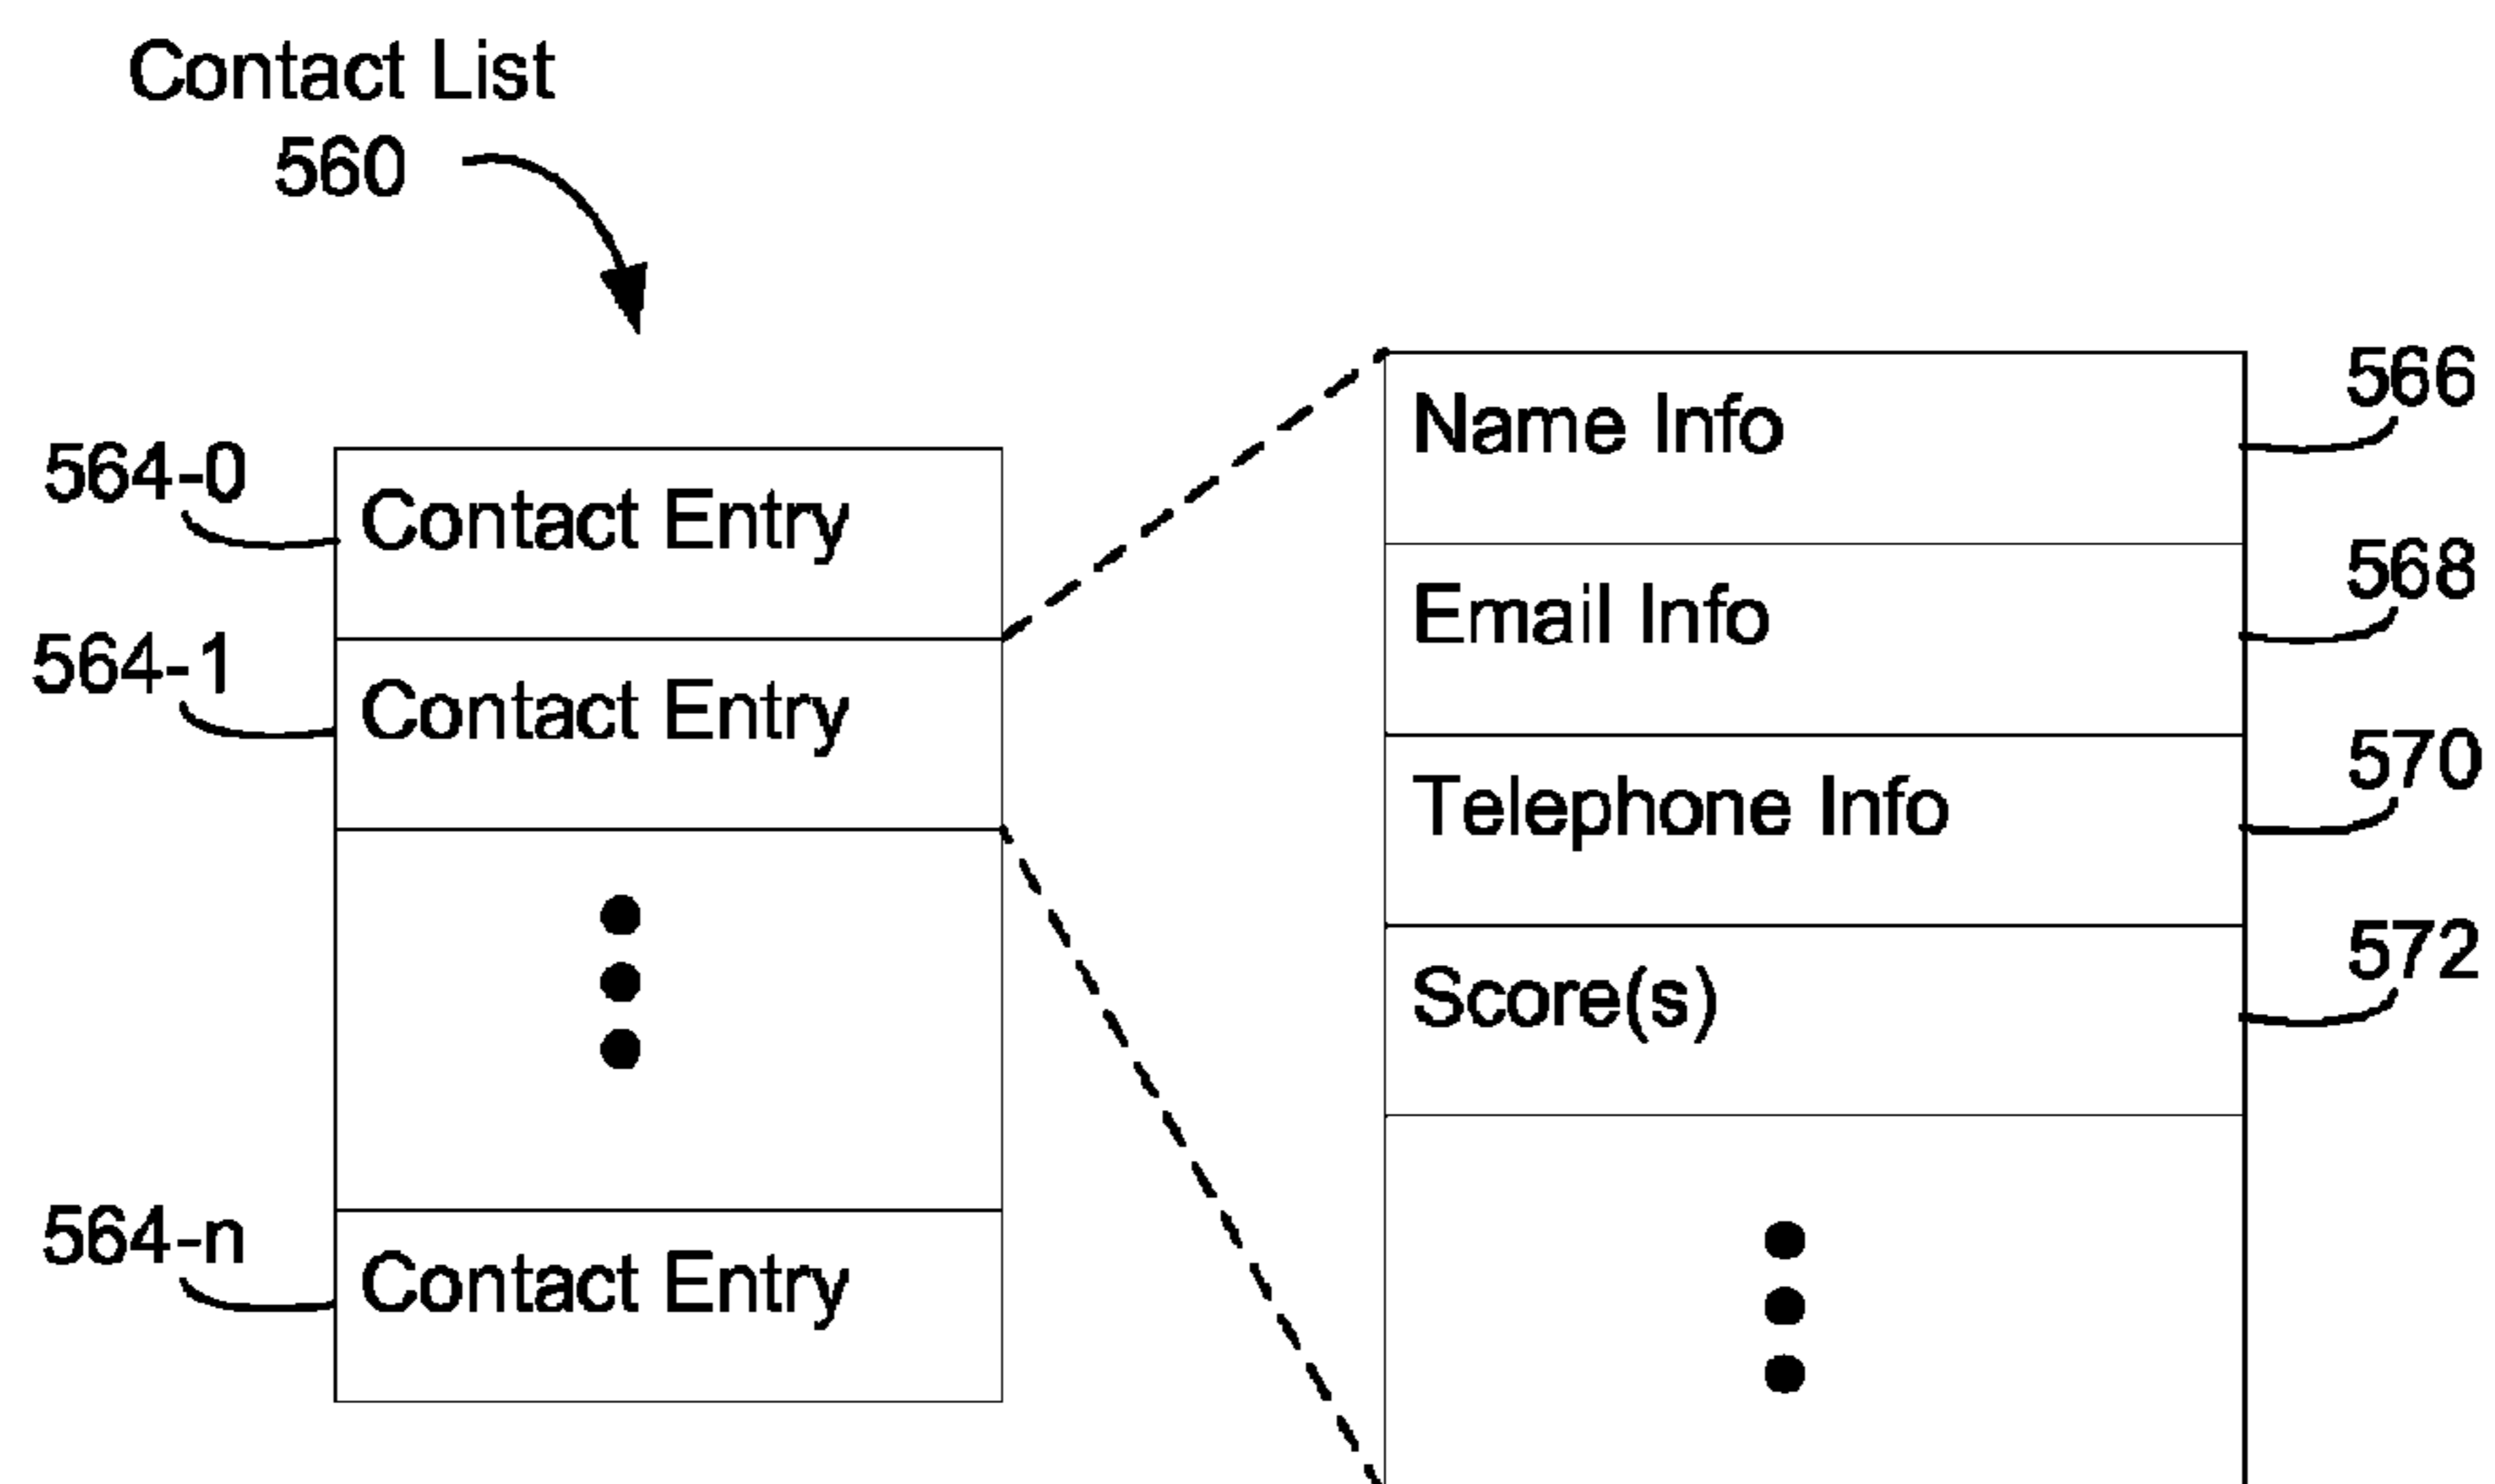 Contact List
560
564-0
Contact Entry
564-1
Contact Entry
564-n
Contact Entry
Name Info
566
Email Info
568
Telephone Info
570
Score(s)
572